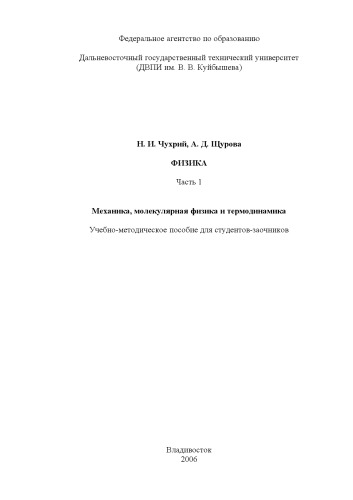 Федеральное агентство по образованию
Дальневосточный государственный технический университет
(ДВПИ им. В. В. Куйбышева)
Н. И. Чухрий, А. Д. Щурова
ФИЗИКА
Часть 1
Механика, молекулярная физика и термодинамика
Учебно-методическое пособие для студентов-заочников
Владивосток
2006